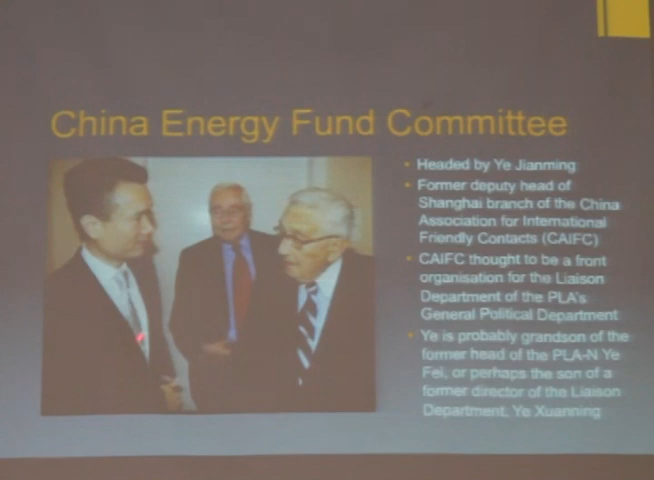 China Energy Fund Committee
Headed by Ye Jianming
Former deputy head of
Shanghai branch of the China
Association for International
Friendly Contacts (CAIFC)
CAIFC thought to be a front
organisation for the Liaison
Department of the PLA's
General Political Department
Ye is probably grandson of the
former head of the PLA-N Ye
Fei, or perhaps the son of a
former director of the Liaison
Department, Ye Xuanning